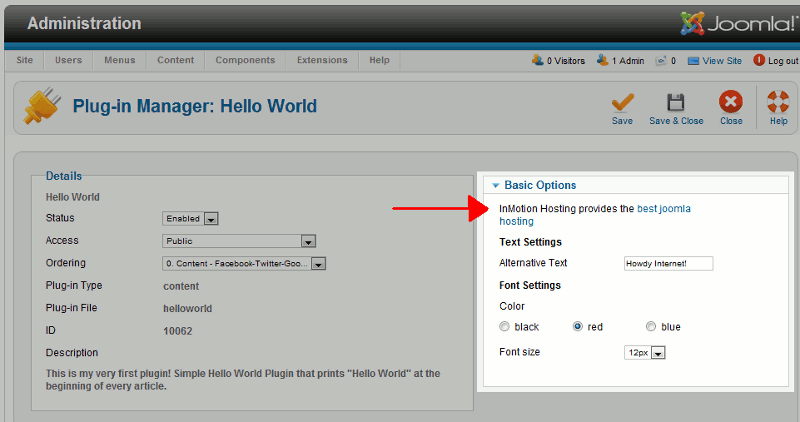 Administration
Joomla!
Site Users Menus Content Components Extensions Help 0 Visitors 1 Admin 0 View Site Log out
Plug-in Manager: Hello World
Save Save & Close Close Help
Details
Hello World
Status Enabled
Access Public
Ordering 0. Content - Facebook-Twitter-Goo...
Plug-in Type content
Plug-in File helloworld
ID 10062
Description
This is my very first plugin! Simple Hello World Plugin that prints "Hello World" at the
beginning of every article.
Basic Options
InMotion Hosting provides the best joomla
hosting
Text Settings
Alternative Text Howdy Internet!
Font Settings
Color
black red blue
Font size 12px